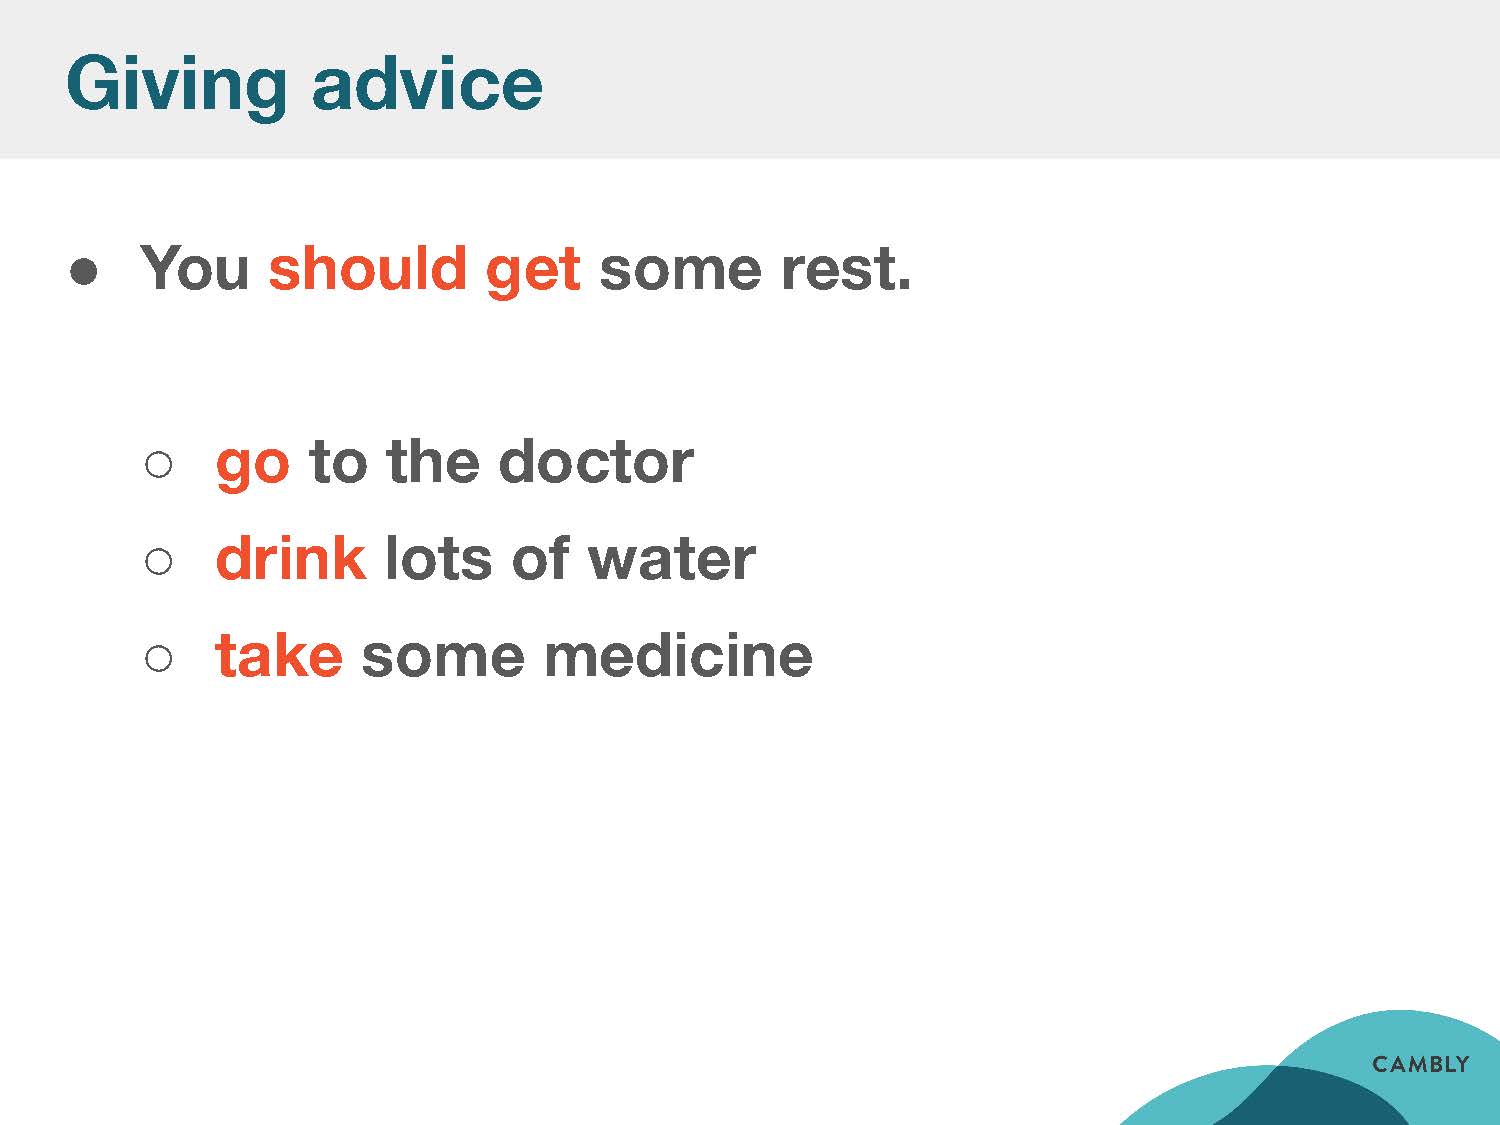 Giving advice
● You should get some rest.
○ go to the doctor
○ drink lots of water
○ take some medicine
CAMBLY